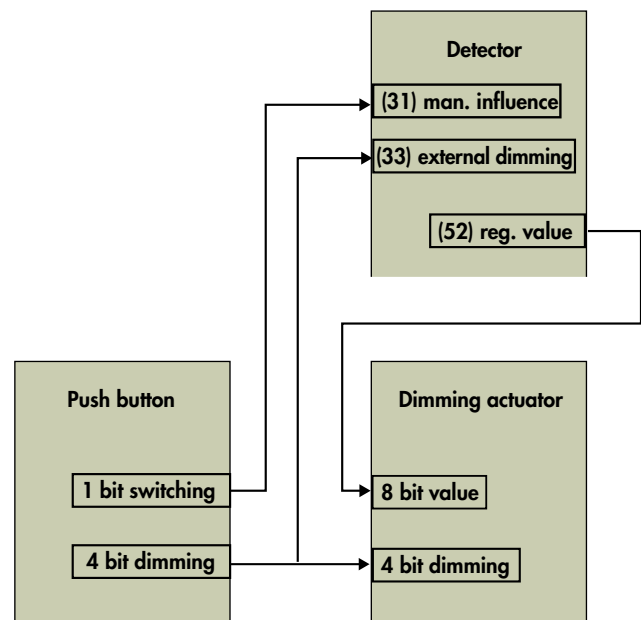 Detector
(31) man. influence
(33) external dimming
(52) reg. value
Push button
1 bit switching
4 bit dimming
Dimming actuator
8 bit value
4 bit dimming